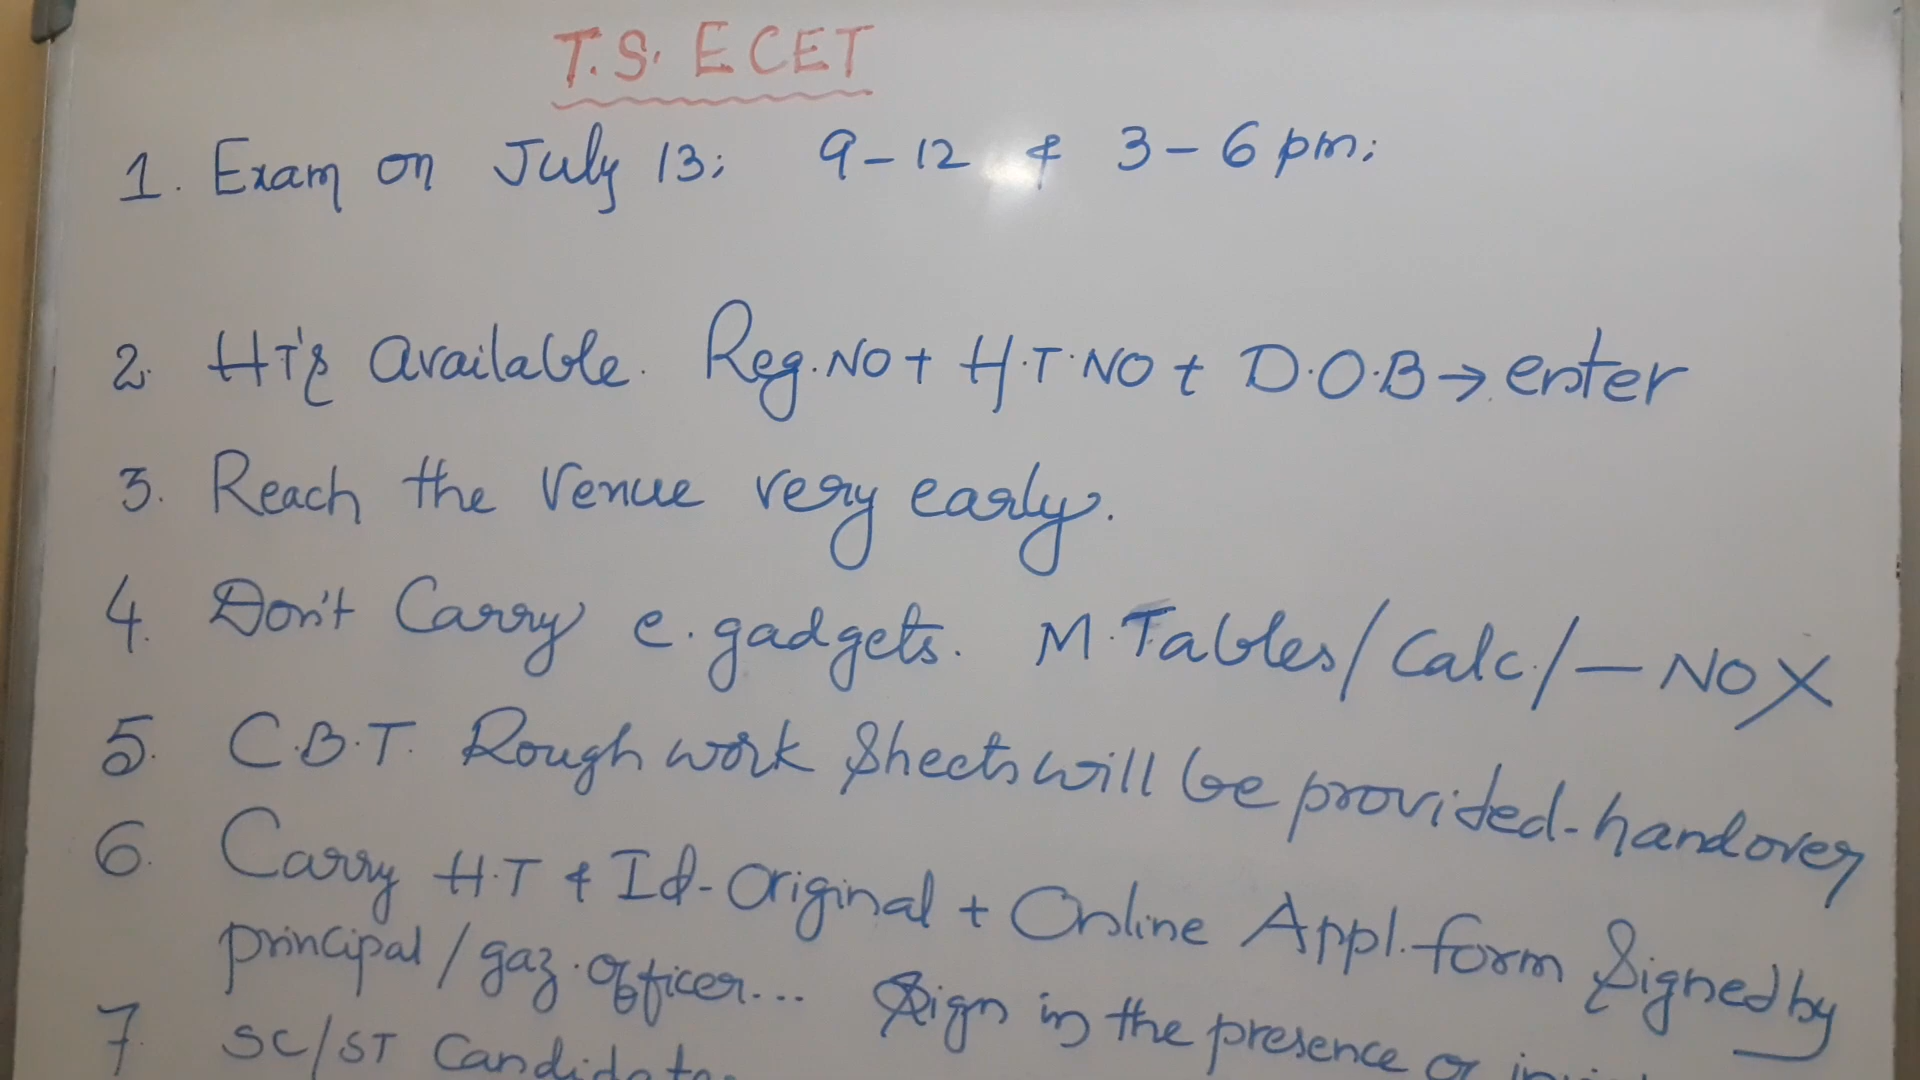 T.S. ECET
1. Exam on July 13; 9-12 & 3-6 pm;
2. HT's Available. Reg.NO + H.T.NO + D.O.B → enter
3. Reach the Venue very early.
4. Don't Carry e.gadgets. M.Tables/Calc./- NO X
5. C.B.T. Rough work Sheets will be provided-handover
6. Carry H.T & Id-Original + Online Appl.form Signed by
principal/gaz.officer... Sign in the presence
7 SC/ST Candidate